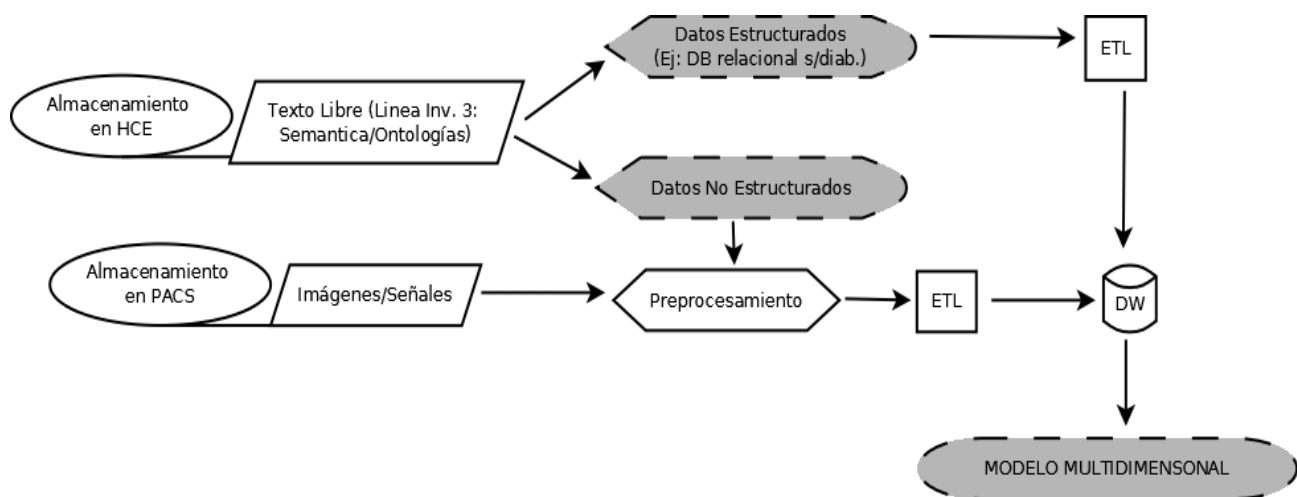 Datos Estructurados
(Ej: DB relacional s/diab.)
ETL
Almacenamiento
en HCE
Texto Libre (Linea Inv. 3:
Semantica/Ontologías)
Datos No Estructurados
Almacenamiento
en PACS
Imágenes/Señales
Preprocesamiento
ETL
DW
MODELO MULTIDIMENSONAL